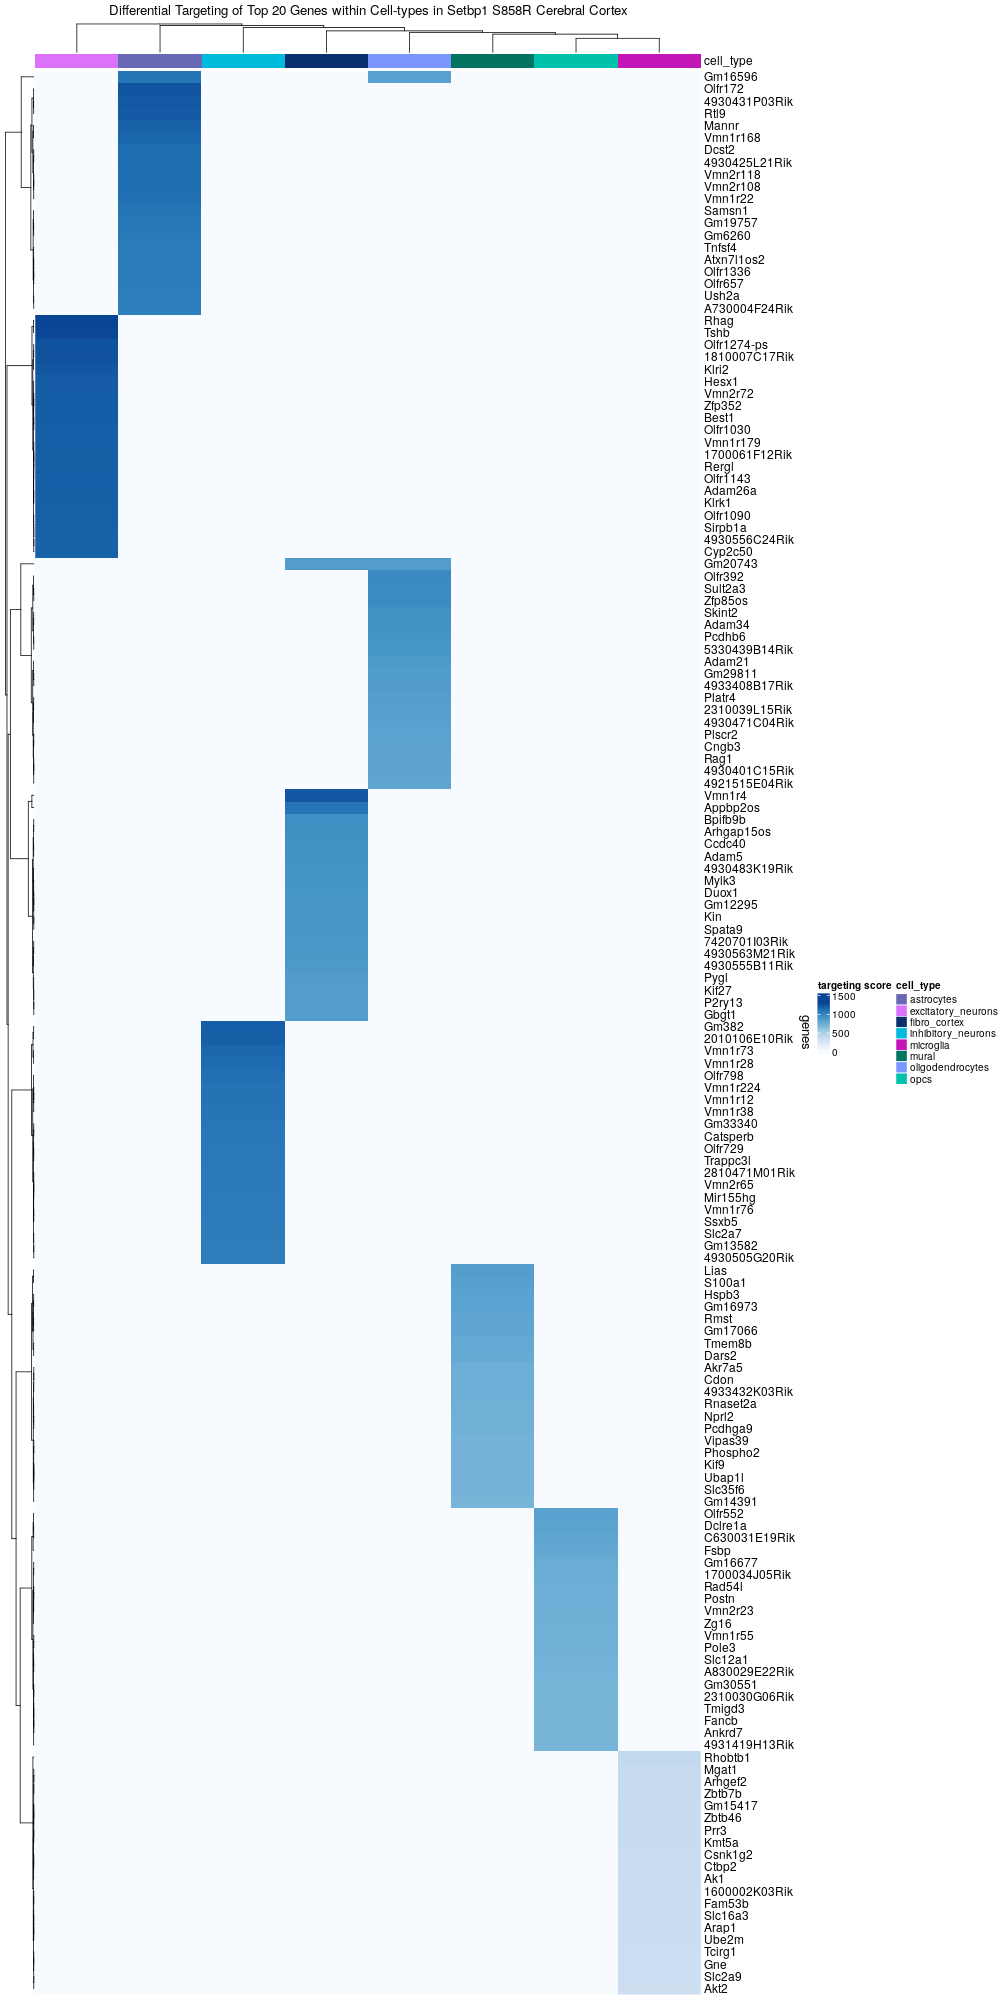 Differential Targeting of Top 20 Genes within Cell-types in Setbp1 S858R Cerebral Cortex
cell_type
Gm16596
Olfr172
4930431P03Rik
Rtl9
Mannr
Vmn1r168
Dcst2
4930425L21Rik
Vmn2r118
Vmn2r108
Vmn1r22
Samsn1
Gm19757
Gm6260
Tnfsf4
Atxn7l1os2
Olfr1336
Olfr657
Ush2a
A730004F24Rik
Rhag
Tshb
Olfr1274-ps
1810007C17Rik
Klri2
Hesx1
Vmn2r72
Zfp352
Best1
Olfr1030
Vmn1r179
1700061F12Rik
Rergl
Olfr1143
Adam26a
Klrk1
Olfr1090
Sirpb1a
4930556C24Rik
Cyp2c50
Gm20743
Olfr392
Sult2a3
Zfp85os
Skint2
Adam34
Pcdhb6
5330439B14Rik
Adam21
Gm29811
4933408B17Rik
Platr4
2310039L15Rik
4930471C04Rik
Plscr2
Cngb3
Rag1
4930401C15Rik
4921515E04Rik
Vmn1r4
Appbp2os
Bpifb9b
Arhgap15os
Ccdc40
Adam5
4930483K19Rik
Mylk3
Duox1
Gm12295
Kin
Spata9
7420701I03Rik
4930563M21Rik
4930555B11Rik
Pygl
Kif27
P2ry13
Gbgt1
Gm382
2010106E10Rik
Vmn1r73
Vmn1r28
Olfr798
Vmn1r224
Vmn1r12
Vmn1r38
Gm33340
Catsperb
Olfr729
Trappc3l
2810471M01Rik
Vmn2r65
Mir155hg
Vmn1r76
Ssxb5
Slc2a7
Gm13582
4930505G20Rik
Lias
S100a1
Hspb3
Gm16973
Rmst
Gm17066
Tmem8b
Dars2
Akr7a5
Cdon
4933432K03Rik
Rnaset2a
Nprl2
Pcdhga9
Vipas39
Phospho2
Kif9
Ubap1l
Slc35f6
Gm14391
Olfr552
Dclre1a
C630031E19Rik
Fsbp
Gm16677
1700034J05Rik
Rad54l
Postn
Vmn2r23
Zg16
Vmn1r55
Pole3
Slc12a1
A830029E22Rik
Gm30551
2310030G06Rik
Tmigd3
Fancb
Ankrd7
4931419H13Rik
Rhobtb1
Mgat1
Arhgef2
Zbtb7b
Gm15417
Zbtb46
Prr3
Kmt5a
Csnk1g2
Ctbp2
Ak1
1600002K03Rik
Fam53b
Slc16a3
Arap1
Ube2m
Tcirg1
Gne
Slc2a9
Akt2
genes
targeting score
1500
1000
500
0
cell_type
astrocytes
excitatory_neurons
fibro_cortex
inhibitory_neurons
microglia
mural
oligodendrocytes
opcs